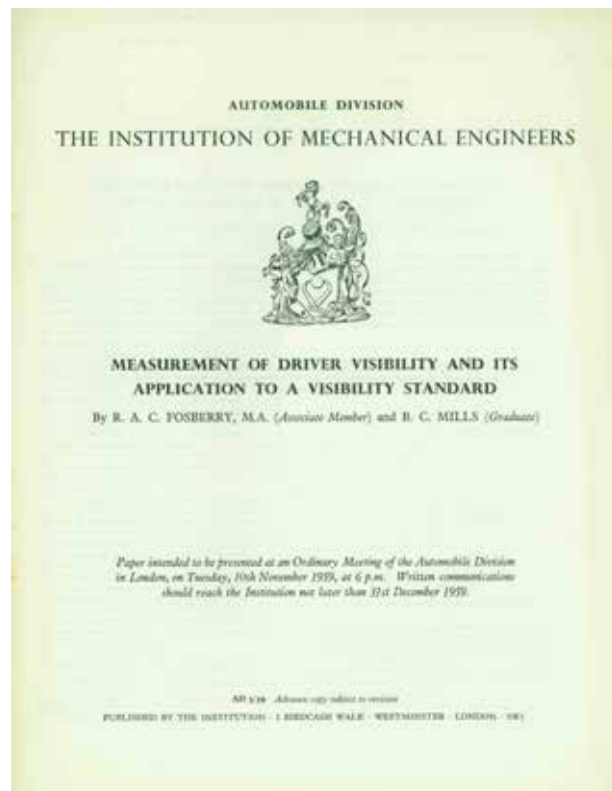 AUTOMOBILE DIVISION
THE INSTITUTION OF MECHANICAL ENGINEERS
MEASUREMENT OF DRIVER VISIBILITY AND ITS
APPLICATION TO A VISIBILITY STANDARD
By R. A. C. FOSBERRY, M.A. (Associate Member) and B. C. MILLS (Graduate)
Paper intended to be presented at an Ordinary Meeting of the Automobile Division
in London, on Tuesday, 10th November 1959, at 6 p.m. Written communications
should reach the Institution not later than 31st December 1959.
Advance copy subject to revision
PUBLISHED BY THE INSTITUTION · 1 BIRDCAGE WALK · WESTMINSTER · LONDON · SW1